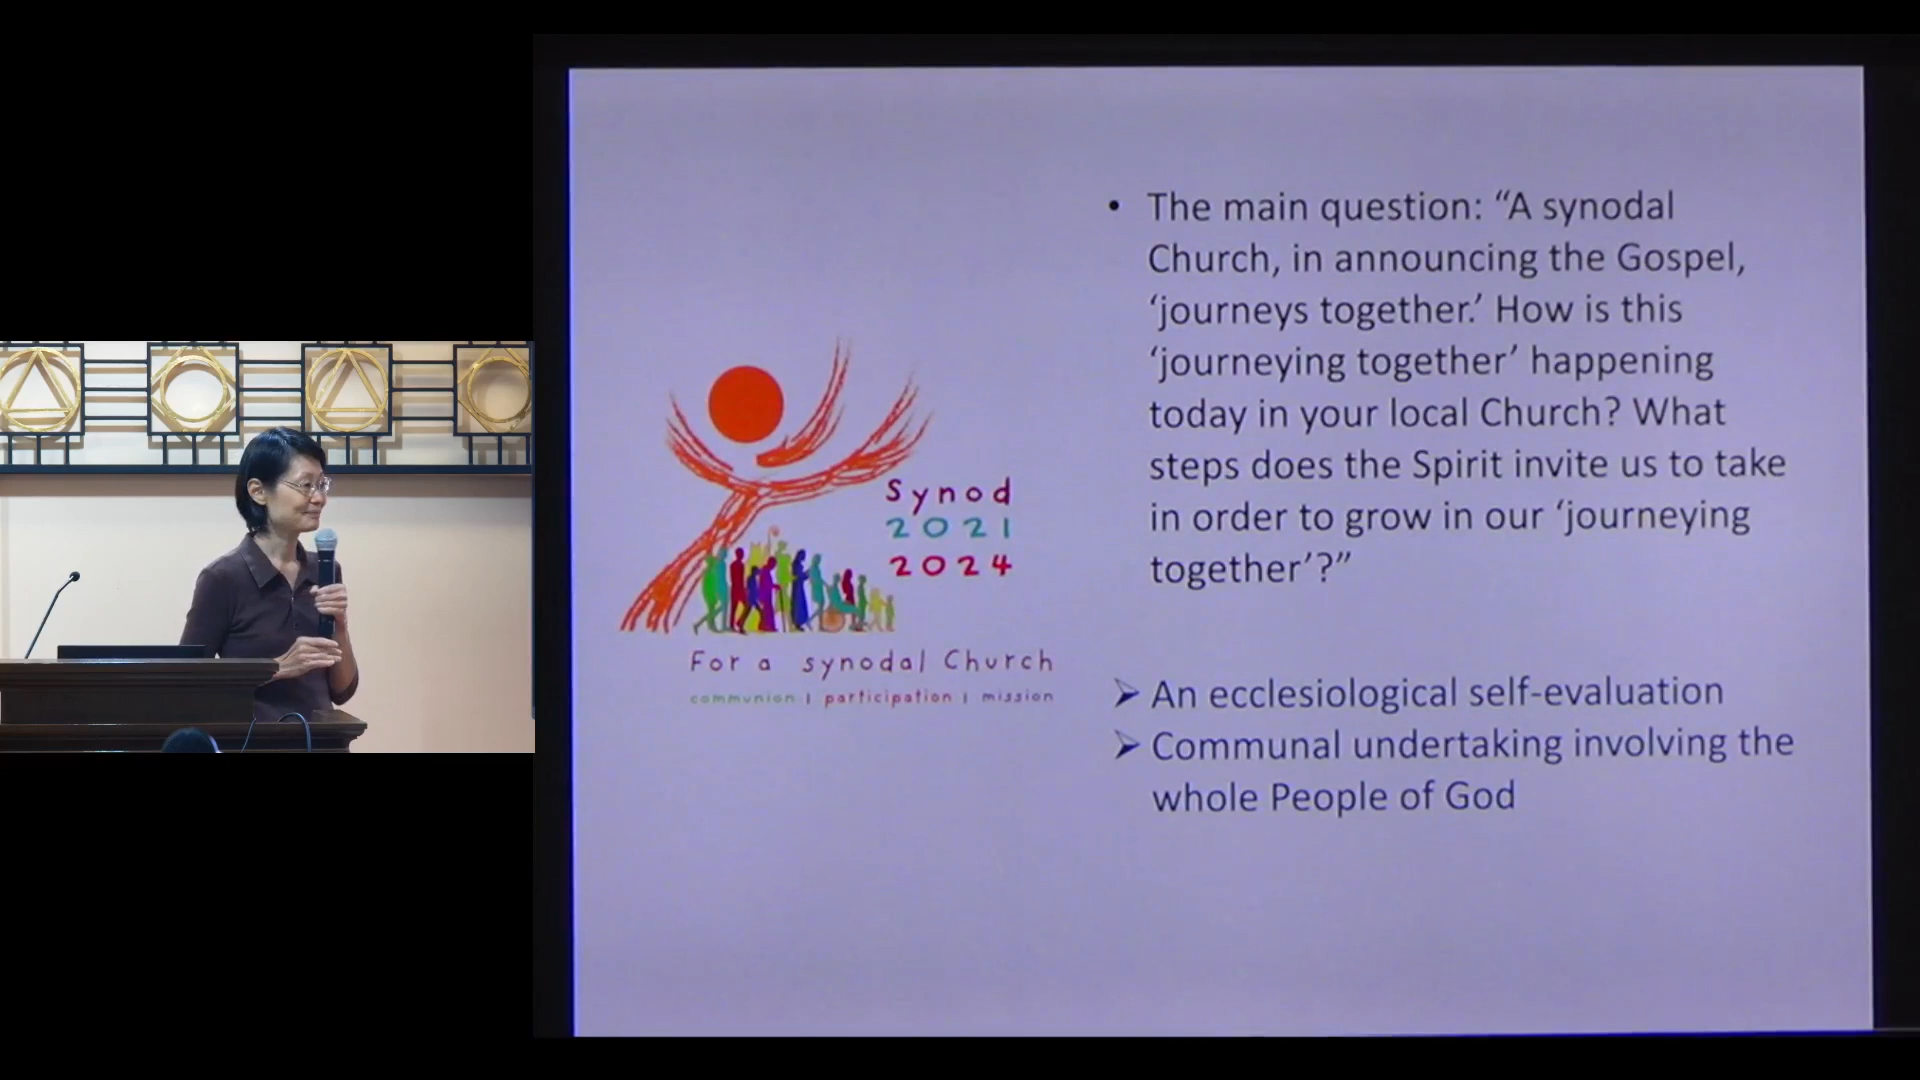 Synod
2021
2024
For a synodal Church
communion | participation | mission
• The main question: “A synodal
Church, in announcing the Gospel,
‘journeys together.’ How is this
‘journeying together’ happening
today in your local Church? What
steps does the Spirit invite us to take
in order to grow in our ‘journeying
together’?”
➢ An ecclesiological self-evaluation
➢ Communal undertaking involving the
whole People of God